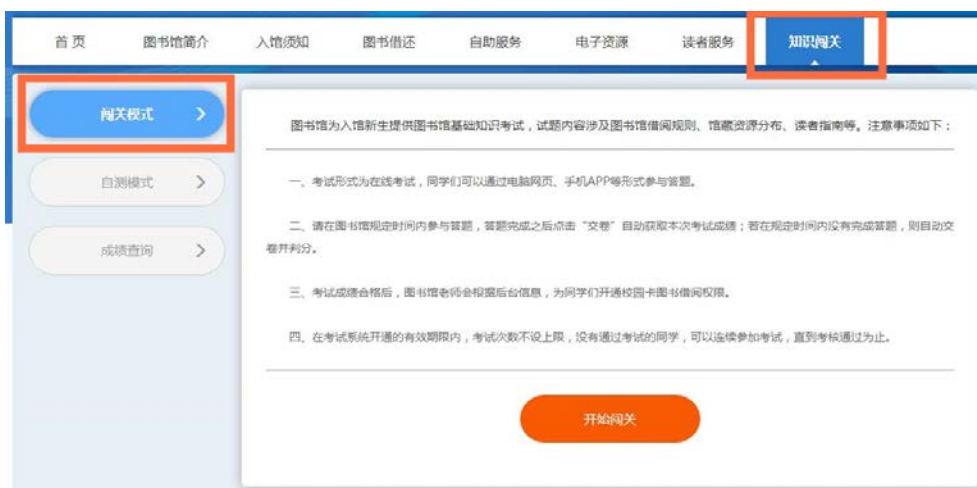 首 页 图书馆简介 入馆须知 图书借还 自助服务 电子资源 读者服务 知识闯关
闯关模式
自测模式
成绩查询
图书馆为入馆新生提供图书馆基础知识考试，试题内容涉及图书馆借阅规则、馆藏资源分布、读者指南等。注意事项如下：
一、考试形式为在线考试，同学们可以通过电脑网页、手机APP等形式参与答题。
二、请在图书馆规定时间内参与答题，答题完成之后点击“交卷”自动获取本次考试成绩；若在规定时间内没有完成答题，则自动交
卷并判分。
三、考试成绩合格后，图书馆老师会根据后台信息，为同学们开通校园卡图书借阅权限。
四、在考试系统开通的有效期限内，考试次数不设上限，没有通过考试的同学，可以连续参加考试，直到考核通过为止。
开始闯关